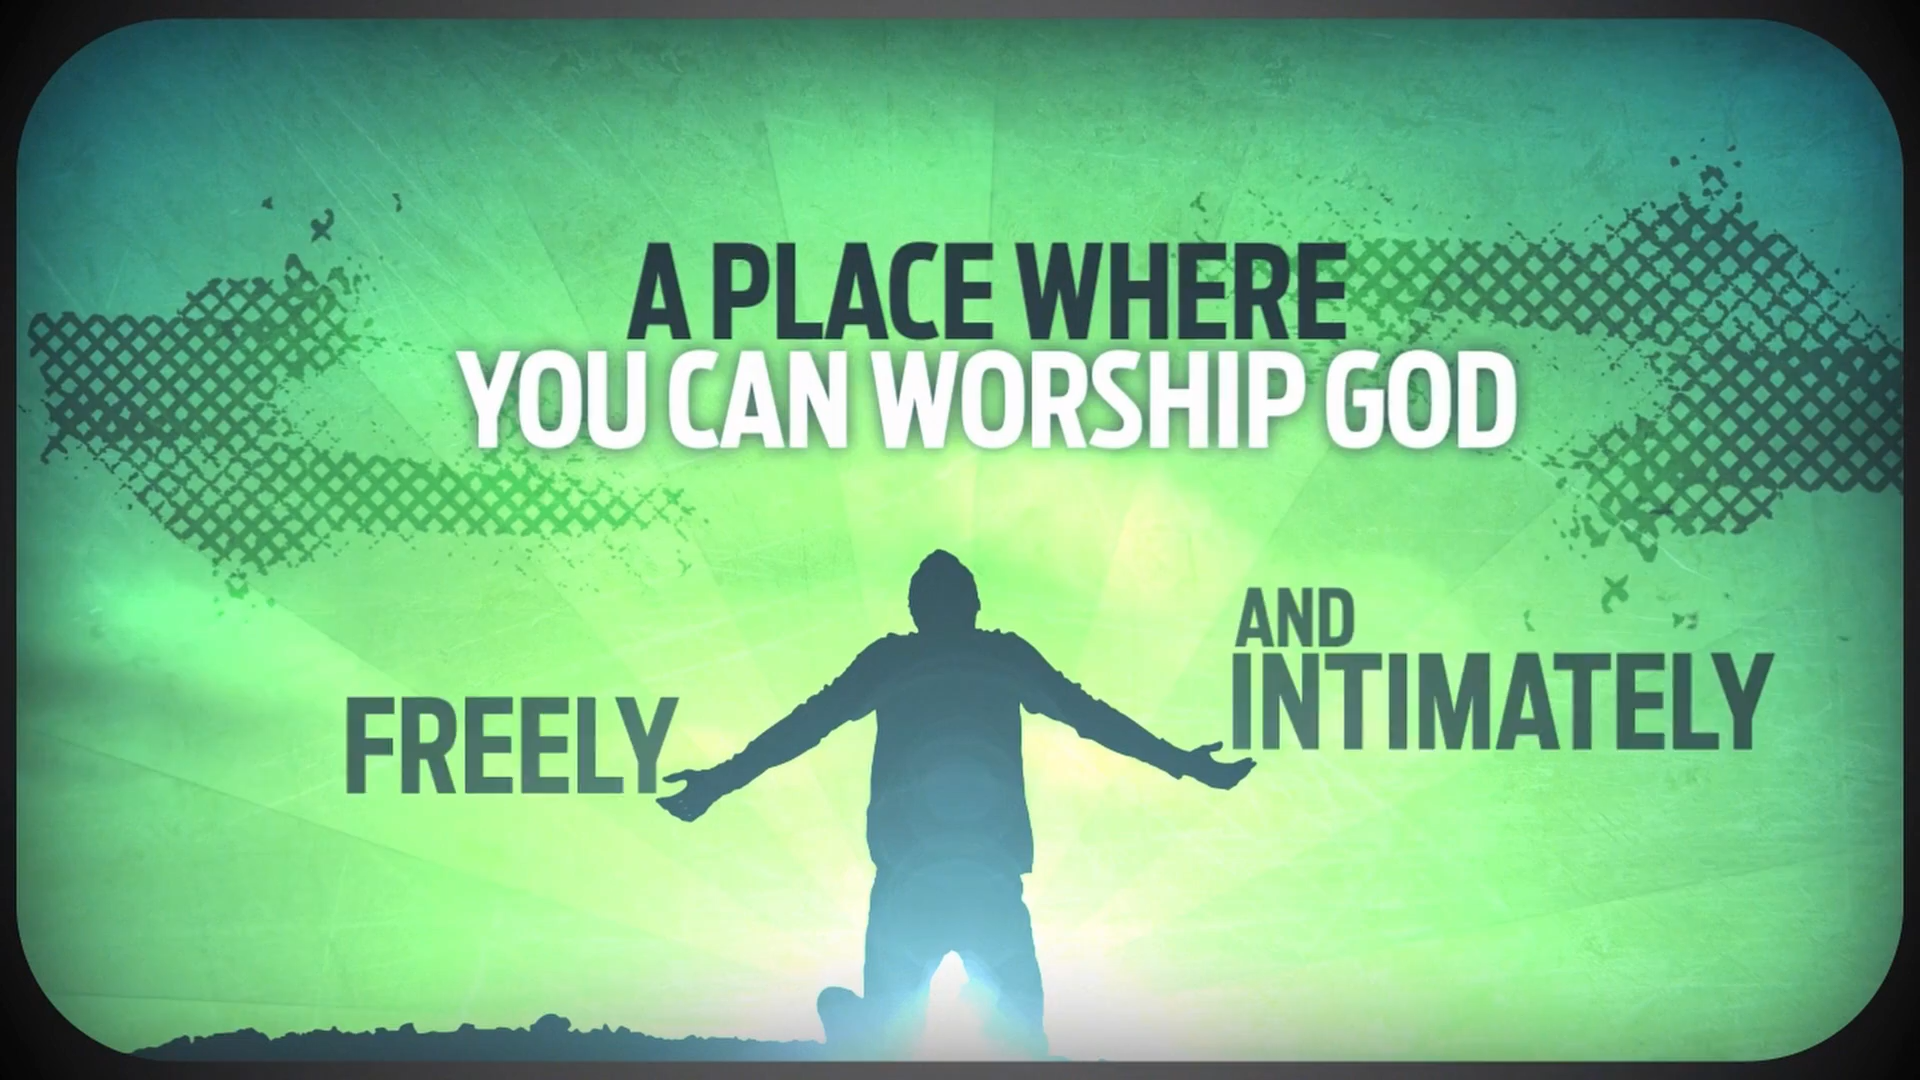 A PLACE WHERE
YOU CAN WORSHIP GOD
FREELY
AND
INTIMATELY